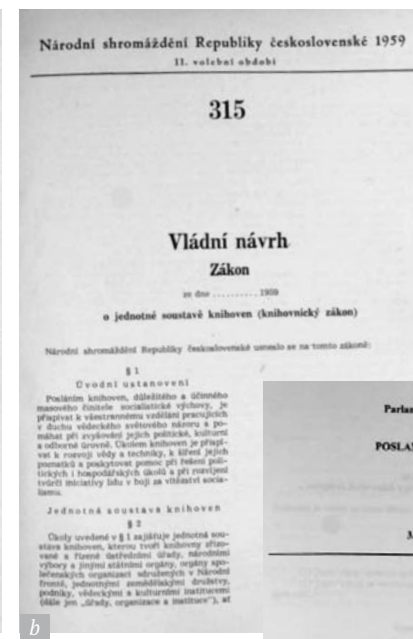 Národní shromáždění Republiky československé 1959
II. volební období
315
Vládní návrh
Zákon
ze dne .......... 1959
o jednotné soustavě knihoven (knihovnický zákon)
Národní shromáždění Republiky československé usneslo se na tomto zákoně:
§ 1
Úvodní ustanovení
Posláním knihoven, důležitého a účinného
masového činitele socialistické výchovy, je
přispívat k všestrannému vzdělání pracujících
v duchu vědeckého světového názoru a po-
máhat při zvyšování jejich politické, kulturní
a odborné úrovně. Úkolem knihoven je přispí-
vat k rozvoji vědy a techniky, k šíření jejich
poznatků a poskytovat pomoc při řešení poli-
tických i hospodářských úkolů a při rozvíjení
tvůrčí iniciativy lidu v boji za vítězství socia-
lismu.
Jednotná soustava knihoven
§ 2
Úkoly uvedené v § 1 zajišťuje jednotná sou-
stava knihoven, kterou tvoří knihovny zřizo-
vané a řízené ústředními úřady, národními
výbory a jinými státními orgány, orgány spo-
lečenských organizací sdružených v Národní
frontě, jednotnými zemědělskými družstvy,
podniky, vědeckými a kulturními institucemi
(dále jen „úřady, organizace a instituce"), ať
Parlam
POSLAN
3.
b